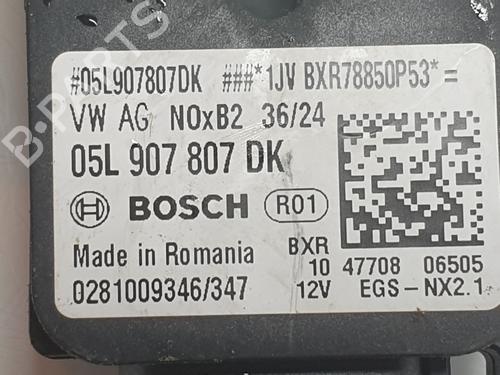 #05L907807DK ###*1JV BXR78850P53*=
VW AG NOxB2 36/24
05L 907 807 DK
BOSCH R01
Made in Romania BXR
10 47708 06505
0281009346/347 12V EGS-NX2.1
B-PARTS